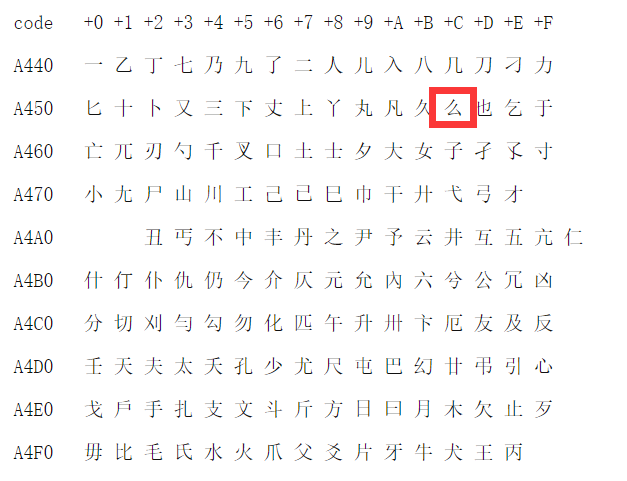 code +0 +1 +2 +3 +4 +5 +6 +7 +8 +9 +A +B +C +D +E +F
A440 一 乙 丁 七 乃 九 了 二 人 儿 入 八 几 刀 刁 力
A450 匕 十 卜 又 三 下 丈 上 丫 丸 凡 久 么 也 乞 于
A460 亡 兀 刃 勺 千 叉 口 土 士 夕 大 女 子 孑 孓 寸
A470 小 尢 尸 山 川 工 己 已 巳 巾 干 廾 弋 弓 才
A4A0 丑 丐 不 中 丰 丹 之 尹 予 云 井 互 五 亢 仁
A4B0 什 仃 仆 仇 仍 今 介 仄 元 允 內 六 兮 公 冗 凶
A4C0 分 切 刈 勻 勾 勿 化 匹 午 升 卅 卞 厄 友 及 反
A4D0 壬 天 夫 太 夭 孔 少 尤 尺 屯 巴 幻 廿 弔 引 心
A4E0 戈 戶 手 扎 支 文 斗 斤 方 日 曰 月 木 欠 止 歹
A4F0 毋 比 毛 氏 水 火 爪 父 爻 片 牙 牛 犬 王 丙